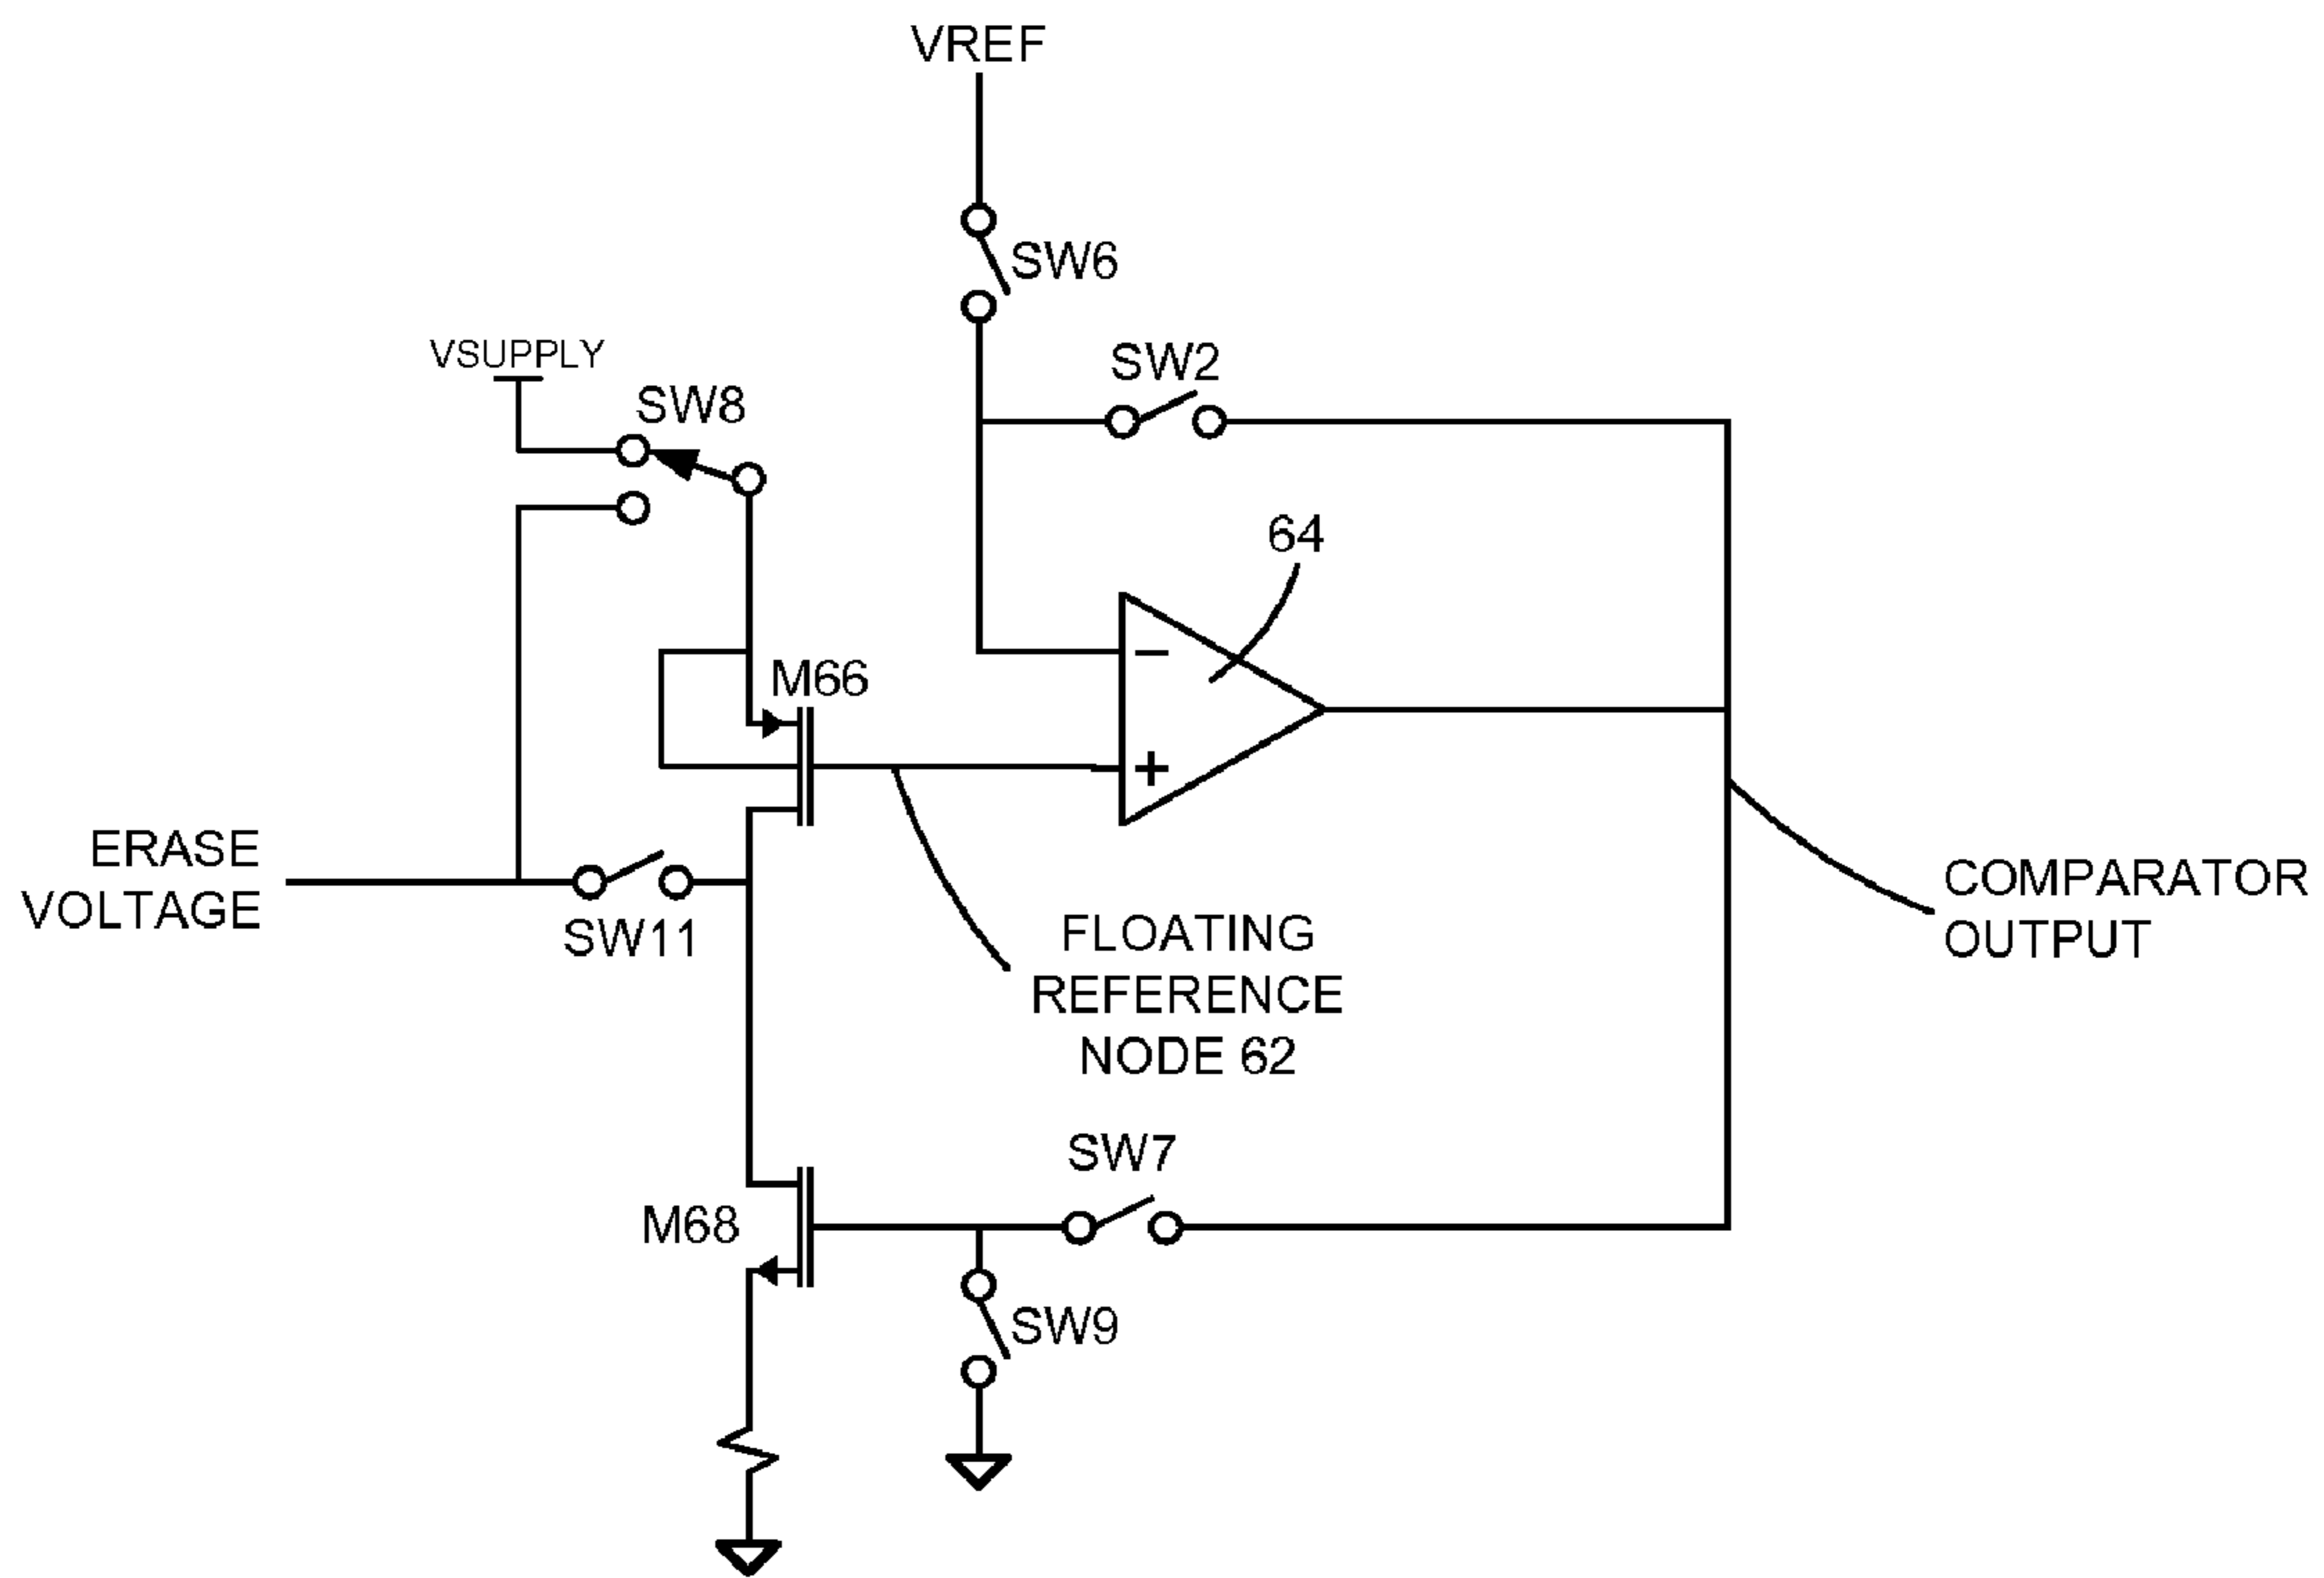 VREF
SW6
VSUPPLY
SW8
SW2
64
M66
−
+
ERASE
VOLTAGE
SW11
FLOATING
REFERENCE
NODE 62
COMPARATOR
OUTPUT
SW7
M68
SW9